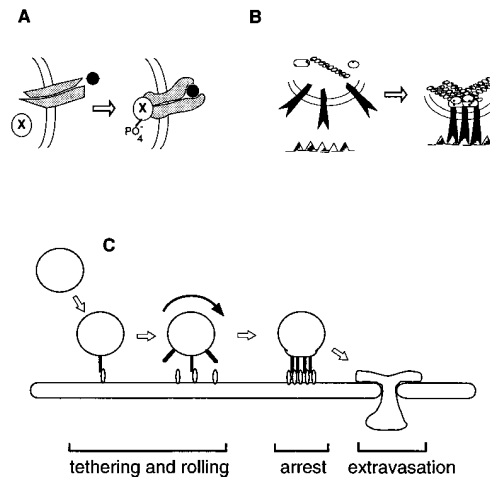 A
B
X
X
PO4-
C
tethering and rolling
arrest
extravasation